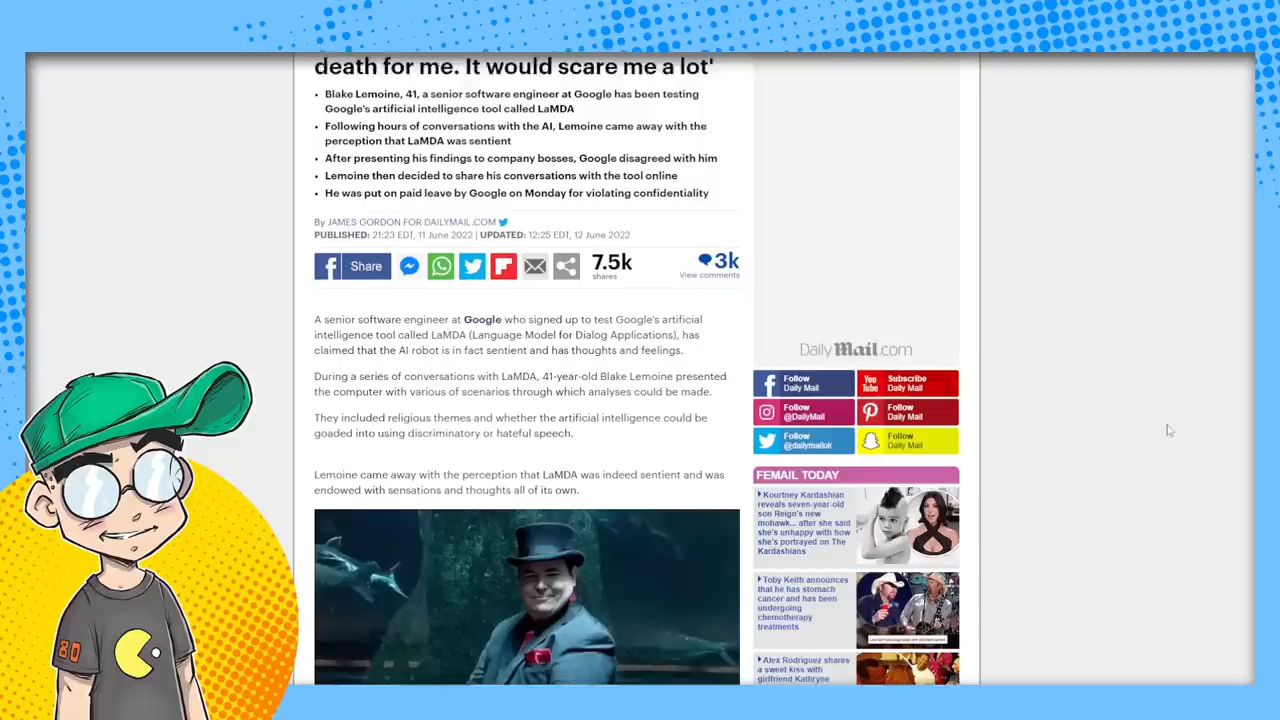 death for me. It would scare me a lot'
• Blake Lemoine, 41, a senior software engineer at Google has been testing
Google's artificial intelligence tool called LaMDA
• Following hours of conversations with the AI, Lemoine came away with the
perception that LaMDA was sentient
• After presenting his findings to company bosses, Google disagreed with him
• Lemoine then decided to share his conversations with the tool online
• He was put on paid leave by Google on Monday for violating confidentiality
By JAMES GORDON FOR DAILYMAIL.COM
PUBLISHED: 21:23 EDT, 11 June 2022 | UPDATED: 12:25 EDT, 12 June 2022
Share
7.5k
shares
3k
View comments
A senior software engineer at Google who signed up to test Google's artificial
intelligence tool called LaMDA (Language Model for Dialog Applications), has
claimed that the AI robot is in fact sentient and has thoughts and feelings.
During a series of conversations with LaMDA, 41-year-old Blake Lemoine presented
the computer with various of scenarios through which analyses could be made.
They included religious themes and whether the artificial intelligence could be
goaded into using discriminatory or hateful speech.
Lemoine came away with the perception that LaMDA was indeed sentient and was
endowed with sensations and thoughts all of its own.
Daily Mail.com
Follow
Daily Mail
You Tube
Subscribe
Daily Mail
Follow
@DailyMail
Follow
Daily Mail
Follow
@dailymailuk
Follow
Daily Mail
FEMAIL TODAY
Kourtney Kardashian
reveals seven-year-old
son Reign's new
mohawk... after she said
she's unhappy with how
she's portrayed on The
Kardashians
Toby Keith announces
that he has stomach
cancer and has been
undergoing
chemotherapy
treatments
Alex Rodriguez shares
a sweet kiss with
girlfriend Kathryne
80